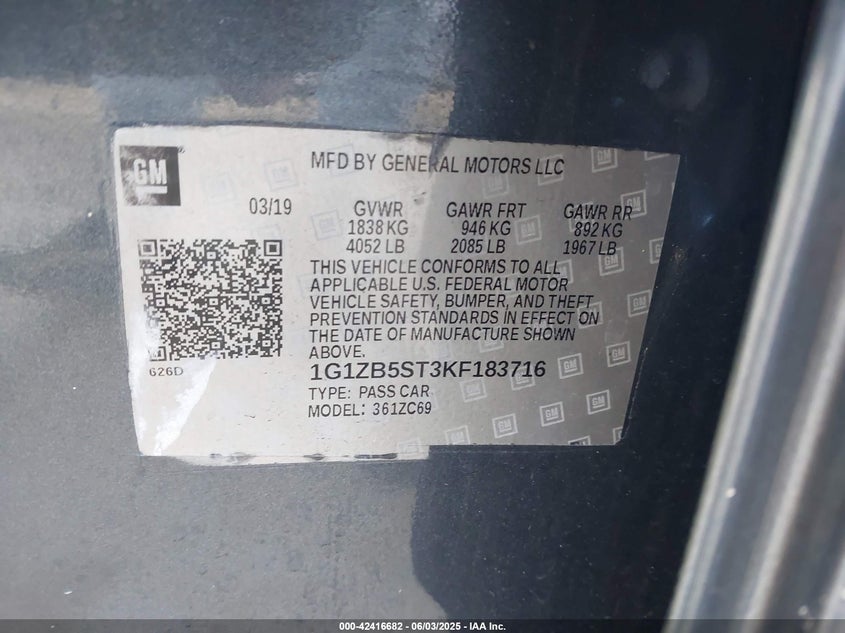 GM
MFD BY GENERAL MOTORS LLC
03/19
GVWR GAWR FRT GAWR RR
1838 KG 946 KG 892 KG
4052 LB 2085 LB 1967 LB
THIS VEHICLE CONFORMS TO ALL
APPLICABLE U.S. FEDERAL MOTOR
VEHICLE SAFETY, BUMPER, AND THEFT
PREVENTION STANDARDS IN EFFECT ON
THE DATE OF MANUFACTURE SHOWN
ABOVE.
626D
1G1ZB5ST3KF183716
TYPE: PASS CAR
MODEL: 361ZC69
000-42416682 - 06/03/2025 - IAA Inc.